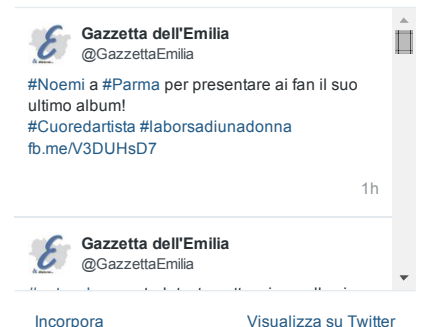 Gazzetta dell'Emilia
@GazzettaEmilia
#Noemi a #Parma per presentare ai fan il suo
ultimo album!
#Cuoredartista #laborsadiunadonna
fb.me/V3DUHsD7
1h
Gazzetta dell'Emilia
@GazzettaEmilia
Incorpora
Visualizza su Twitter